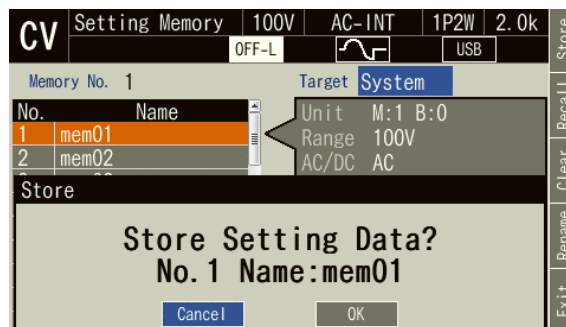 CV Setting Memory 100V AC-INT 1P2W 2.0k
OFF-L USB
Memory No. 1 Target System
No. Name
1 mem01
2 mem02
Unit M:1 B:0
Range 100V
AC/DC AC
Store
Store Setting Data?
No.1 Name:mem01
Cancel OK
Store
Recall
Clear
Rename
Exit